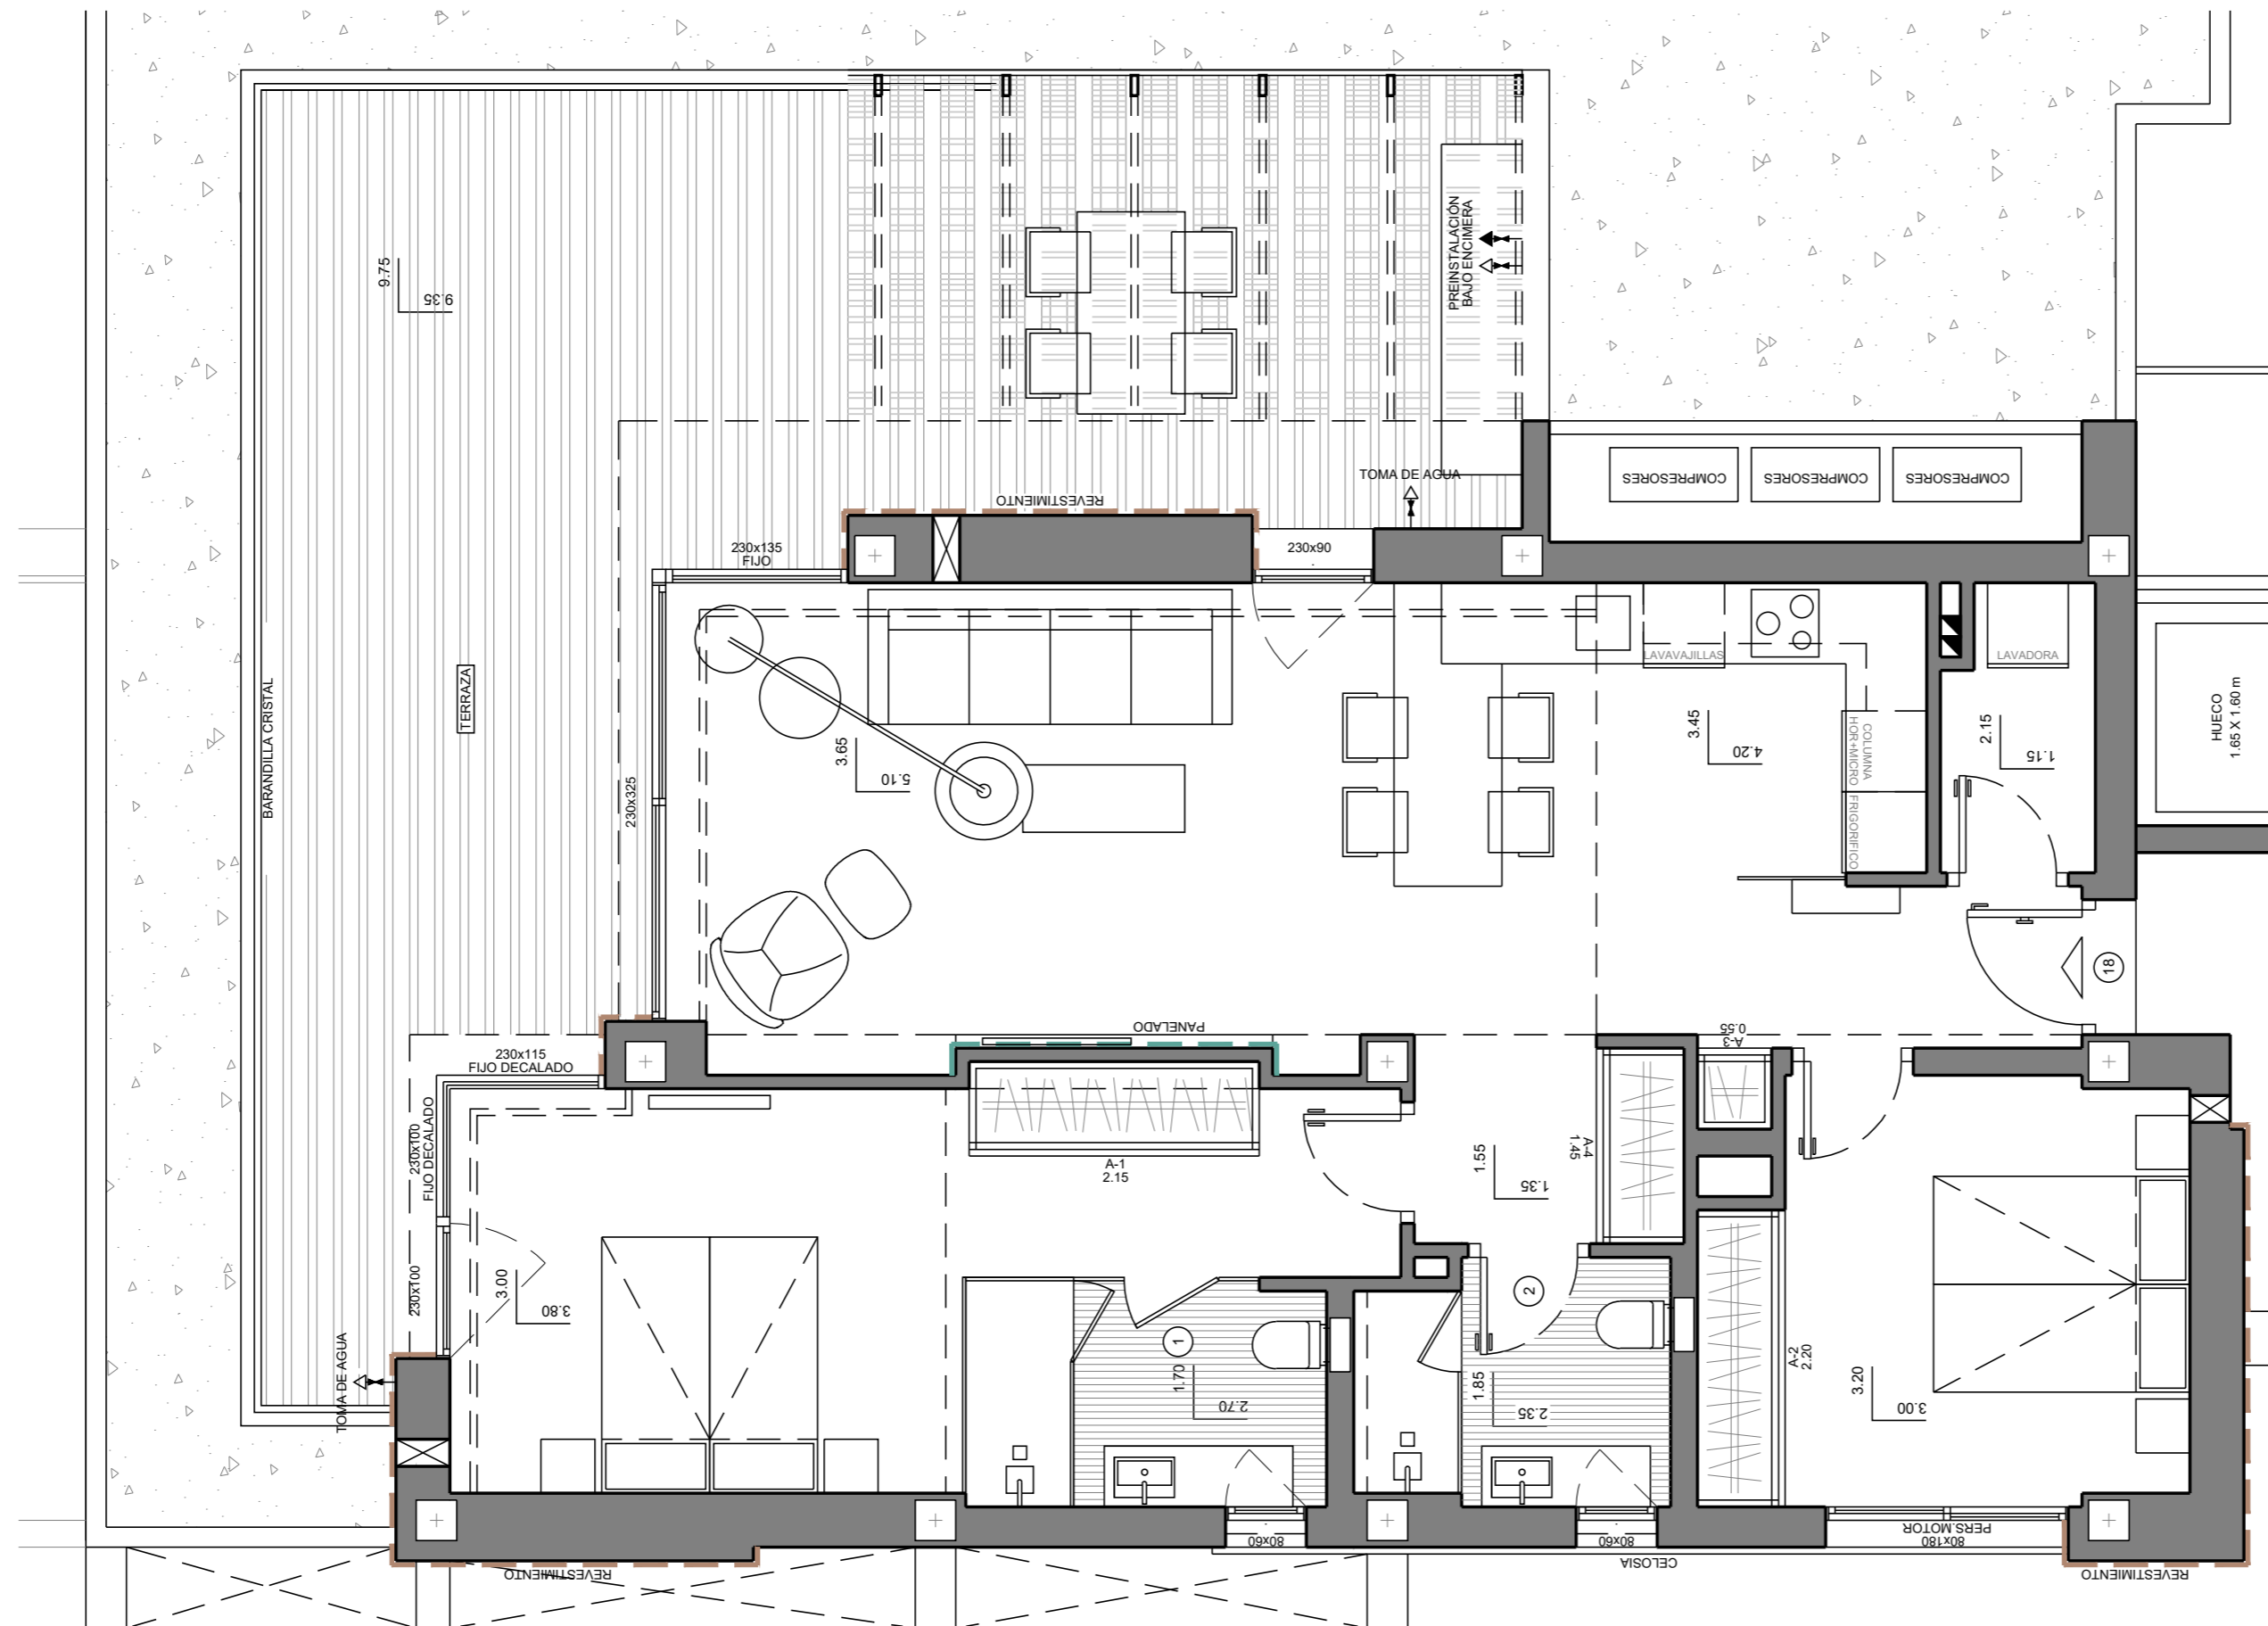 9.75
9.35
PREINSTALACIÓN
BAJO ENCIMERA
TOMA DE AGUA
COMPRESORES
COMPRESORES
COMPRESORES
REVESTIMIENTO
230x135
FIJO
230x90
BARANDILLA CRISTAL
TERRAZA
230x325
3.65
5.10
LAVAVAJILLAS
3.45
4.20
COLUMNA
HOR+MICRO
FRIGORIFICO
LAVADORA
2.15
1.15
HUECO
1.65 X 1.60 m
18
PANELADO
230x115
FIJO DECALADO
230x100
FIJO DECALADO
230x100
A-1
2.15
1.55
1.35
A-4
1.45
A-3
0.55
3.00
3.80
TOMA DE AGUA
1
1.70
2.70
2
1.85
2.35
A-2
2.20
3.20
3.00
80x60
80x60
80x180
PERS.MOTOR
REVESTIMIENTO
CELOSIA
REVESTIMIENTO